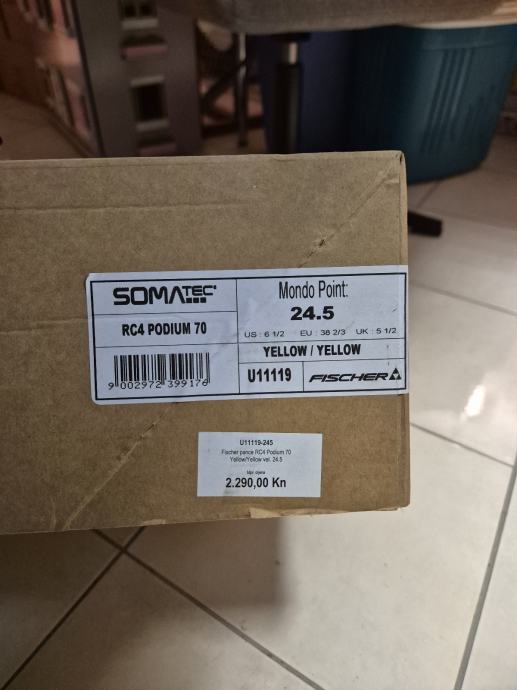 SOMATEC
RC4 PODIUM 70
9 002972 399176
Mondo Point:
24.5
US : 6 1/2 EU : 38 2/3 UK : 5 1/2
YELLOW / YELLOW
U11119
FISCHER
U11119-245
Fischer pance RC4 Podium 70
Yellow/Yellow vel. 24.5
Mpr. cijena
2.290,00 Kn